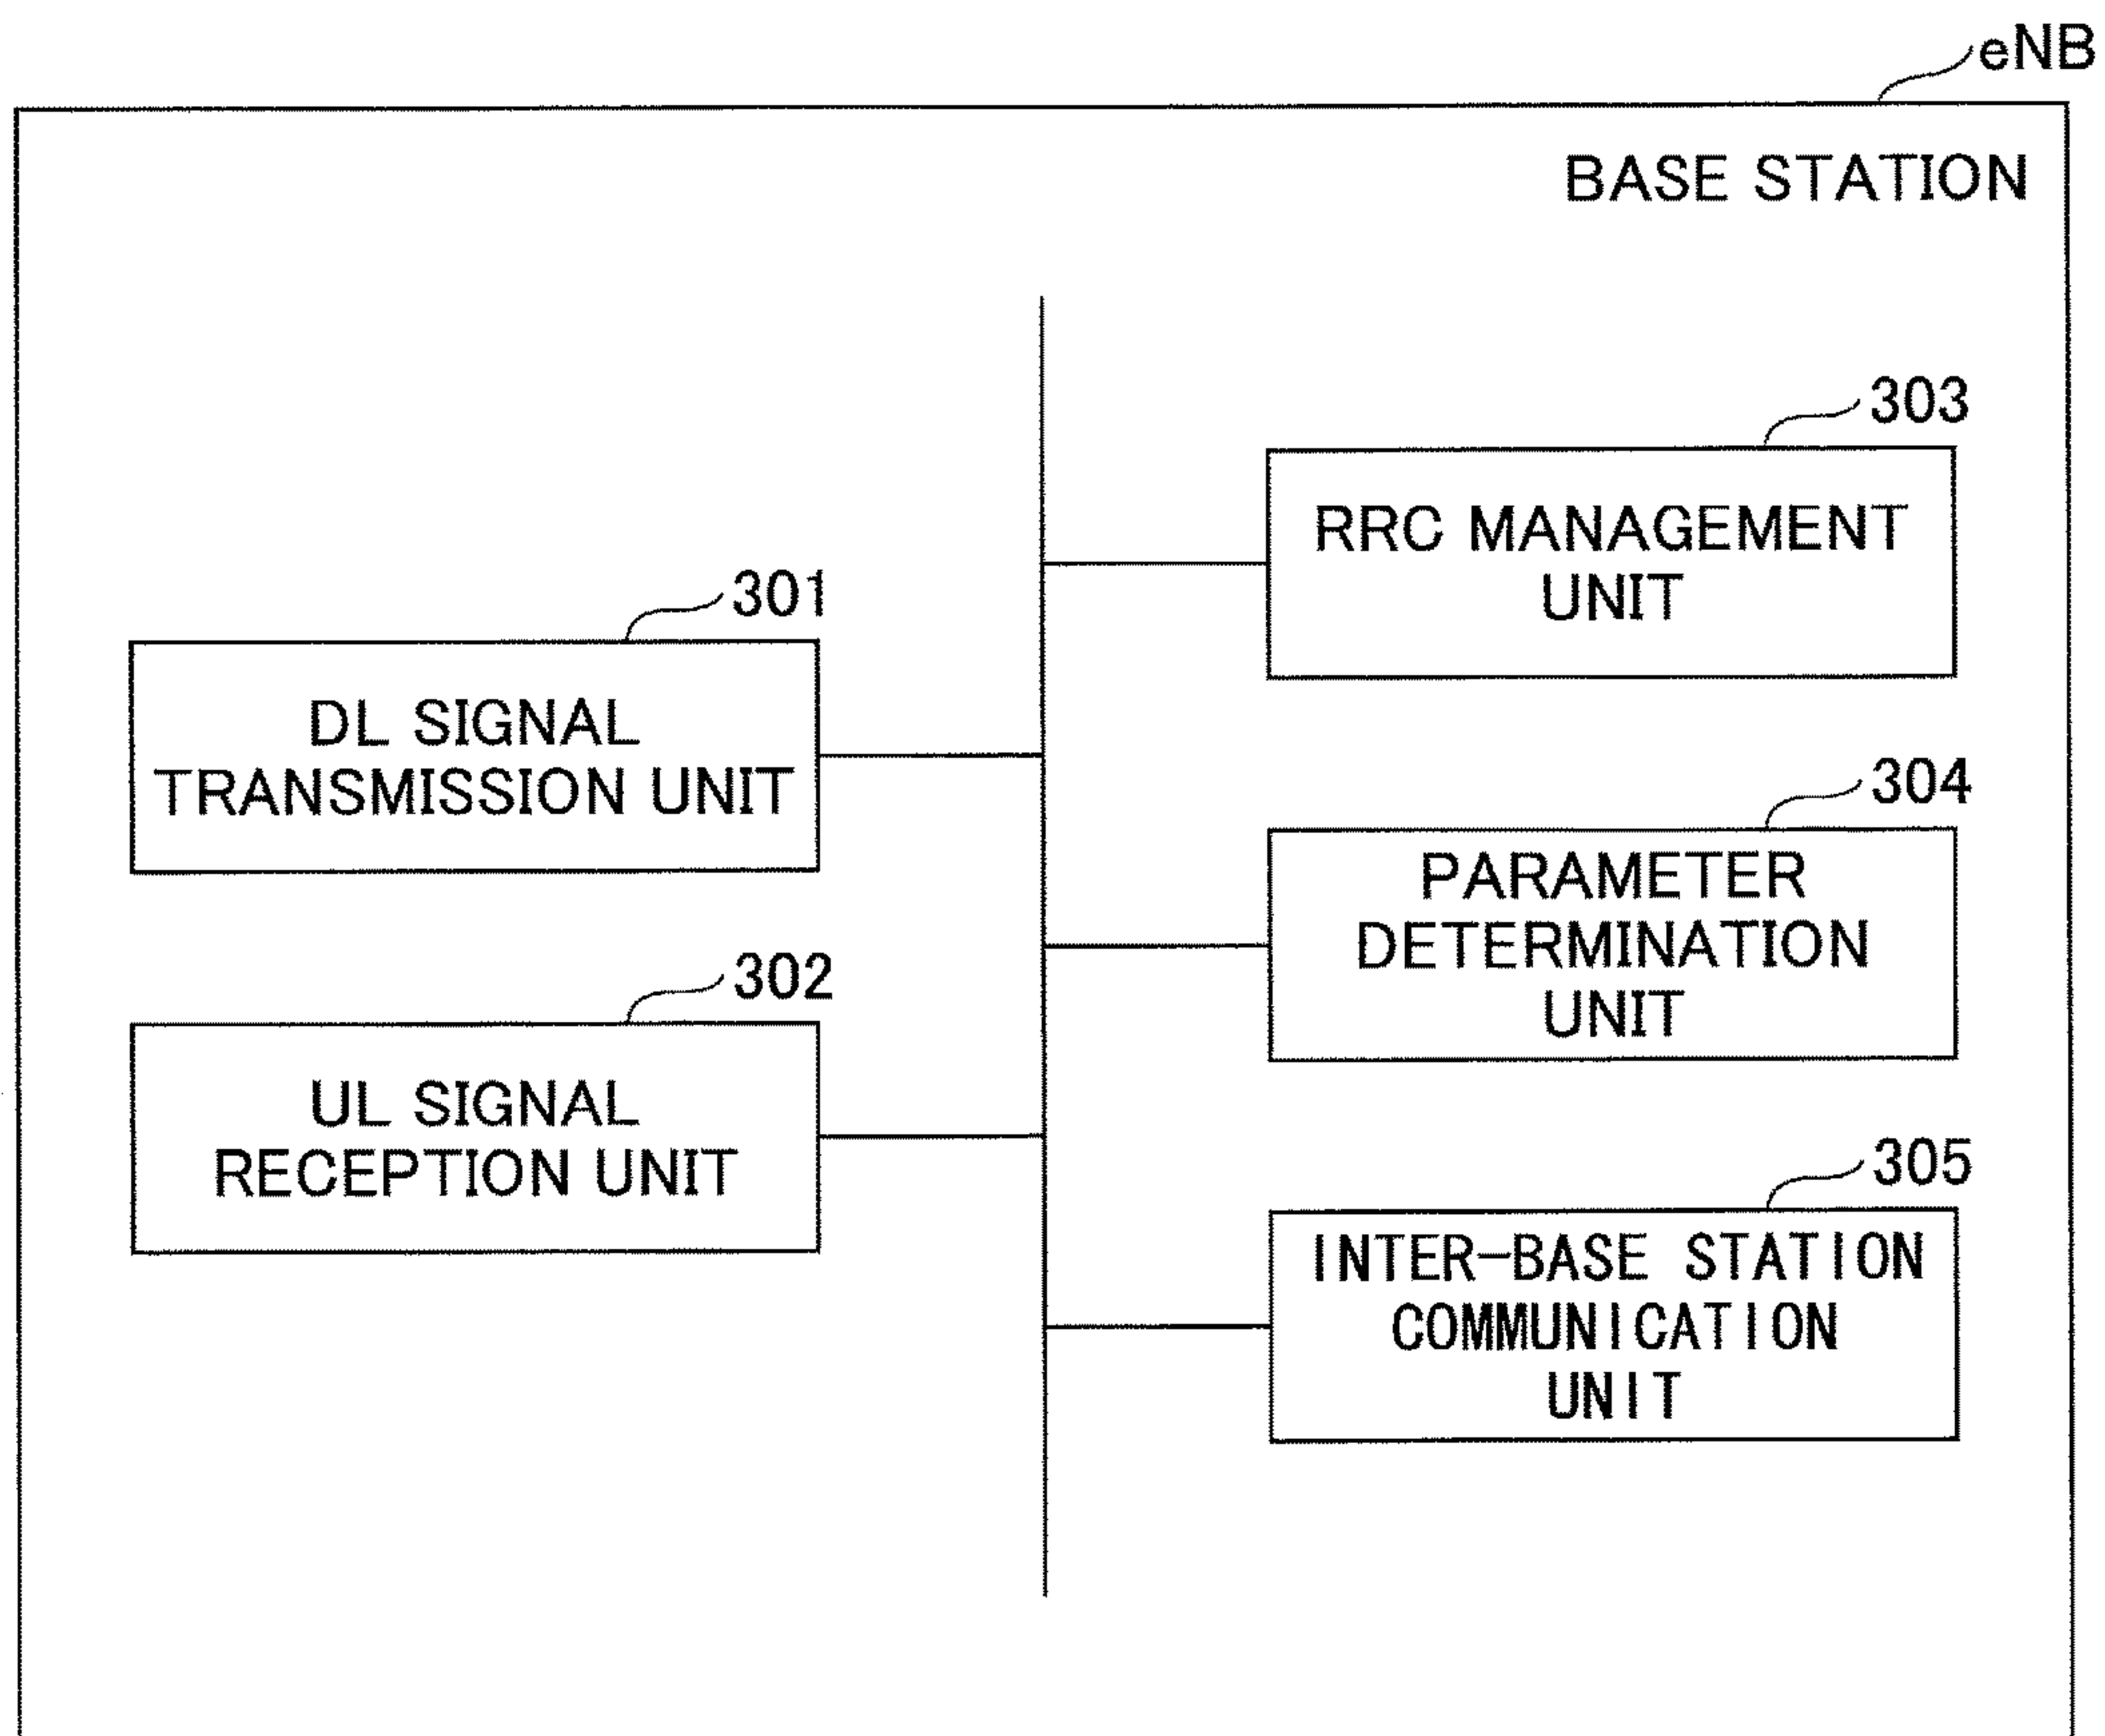 eNB
BASE STATION
301
DL SIGNAL
TRANSMISSION UNIT
302
UL SIGNAL
RECEPTION UNIT
303
RRC MANAGEMENT
UNIT
304
PARAMETER
DETERMINATION
UNIT
305
INTER-BASE STATION
COMMUNICATION
UNIT